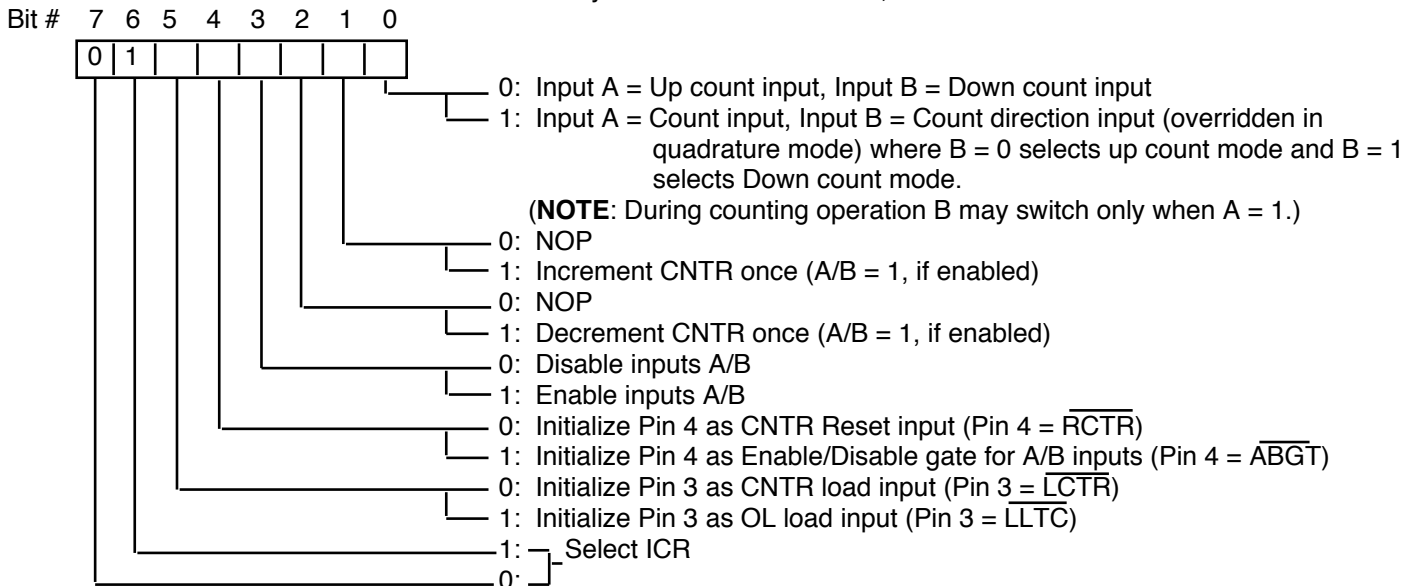 Bit # 7 6 5 4 3 2 1 0
0 1
0: Input A = Up count input, Input B = Down count input
1: Input A = Count input, Input B = Count direction input (overridden in
quadrature mode) where B = 0 selects up count mode and B = 1
selects Down count mode.
(NOTE: During counting operation B may switch only when A = 1.)
0: NOP
1: Increment CNTR once (A/B = 1, if enabled)
0: NOP
1: Decrement CNTR once (A/B = 1, if enabled)
0: Disable inputs A/B
1: Enable inputs A/B
0: Initialize Pin 4 as CNTR Reset input (Pin 4 = R̅C̅T̅R̅)
1: Initialize Pin 4 as Enable/Disable gate for A/B inputs (Pin 4 = A̅B̅G̅T̅)
0: Initialize Pin 3 as CNTR load input (Pin 3 = L̅C̅T̅R̅)
1: Initialize Pin 3 as OL load input (Pin 3 = L̅L̅T̅C̅)
1: Select ICR
0: